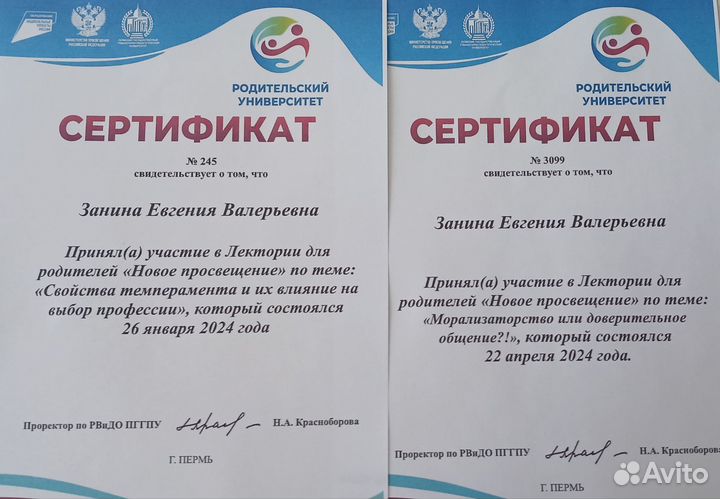 МИНИСТЕРСТВО ПРОСВЕЩЕНИЯ
РОССИЙСКОЙ ФЕДЕРАЦИИ
РОДИТЕЛЬСКИЙ
УНИВЕРСИТЕТ
СЕРТИФИКАТ
№ 245
свидетельствует о том, что
Занина Евгения Валерьевна
Принял(а) участие в Лектории для
родителей «Новое просвещение» по теме:
«Свойства темперамента и их влияние на
выбор профессии», который состоялся
26 января 2024 года
Проректор по РВиДО ПГГПУ
Н.А. Красноборова
Г. ПЕРМЬ
РОДИТЕЛЬСКИЙ
УНИВЕРСИТЕТ
СЕРТИФИКАТ
№ 3099
свидетельствует о том, что
Занина Евгения Валерьевна
Принял(а) участие в Лектории для
родителей «Новое просвещение» по теме:
«Морализаторство или доверительное
общение?!», который состоялся
22 апреля 2024 года.
Проректор по РВиДО ПГГПУ
Н.А. Красноборова
Г. ПЕРМЬ
Avito